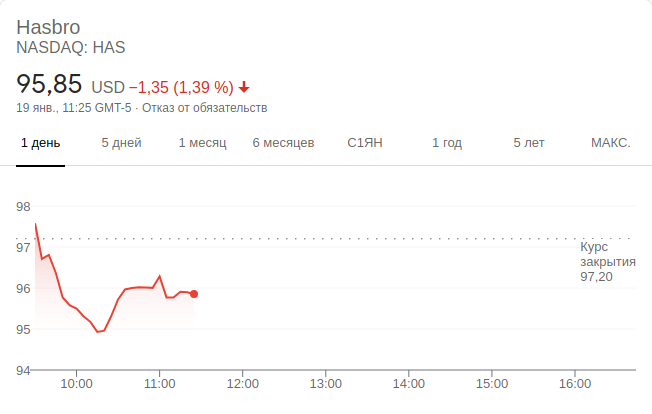 Hasbro
NASDAQ: HAS
95,85 USD −1,35 (1,39 %)
19 янв., 11:25 GMT-5 · Отказ от обязательств
1 день 5 дней 1 месяц 6 месяцев С1ЯН 1 год 5 лет МАКС.
98
97
Курс
закрытия
97,20
96
95
94
10:00 11:00 12:00 13:00 14:00 15:00 16:00